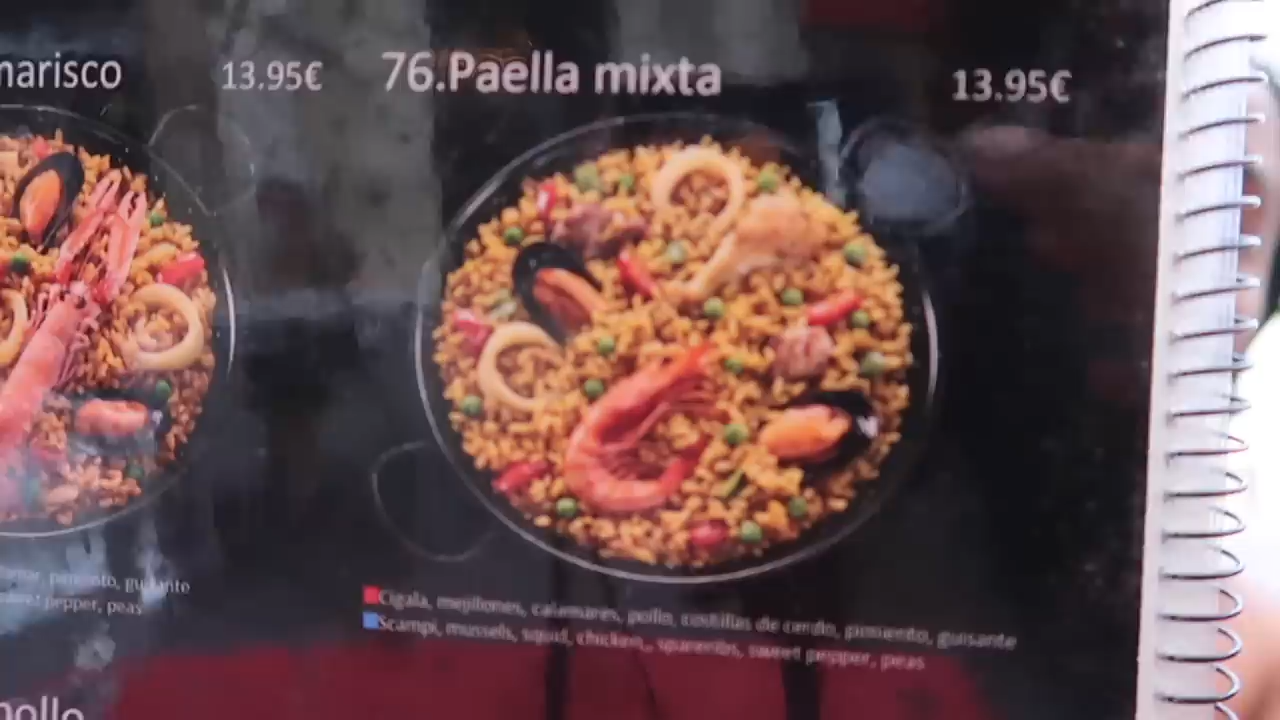 marisco 13.95€
76.Paella mixta 13.95€
pimiento, guisante
sweet pepper, peas
Cigala, mejillones, calamares, pollo, costillas de cerdo, pimiento, guisante
Scampi, mussels, squid, chicken,, spareribs, sweet pepper, peas
pollo